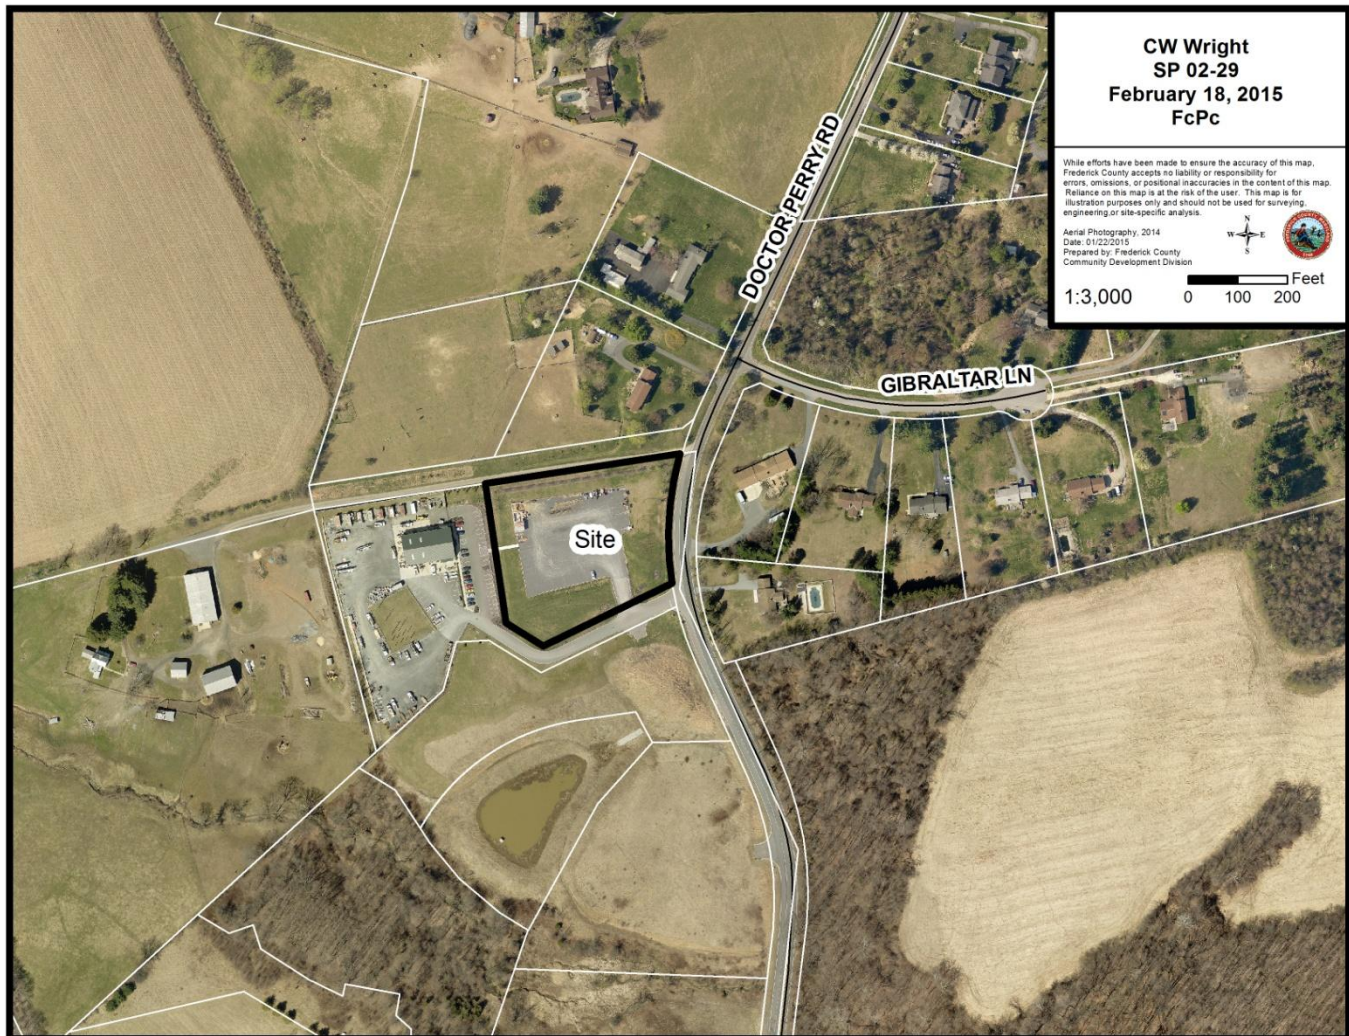 CW Wright
SP 02-29
February 18, 2015
FcPc
While efforts have been made to ensure the accuracy of this map,
Frederick County accepts no liability or responsibility for
errors, omissions, or positional inaccuracies in the content of this map.
Reliance on this map is at the risk of the user. This map is for
illustration purposes only and should not be used for surveying,
engineering,or site-specific analysis.
Aerial Photography, 2014
Date: 01/22/2015
Prepared by: Frederick County
Community Development Division
N
W E
S
1:3,000
Feet
0 100 200
DOCTOR PERRY RD
GIBRALTAR LN
Site